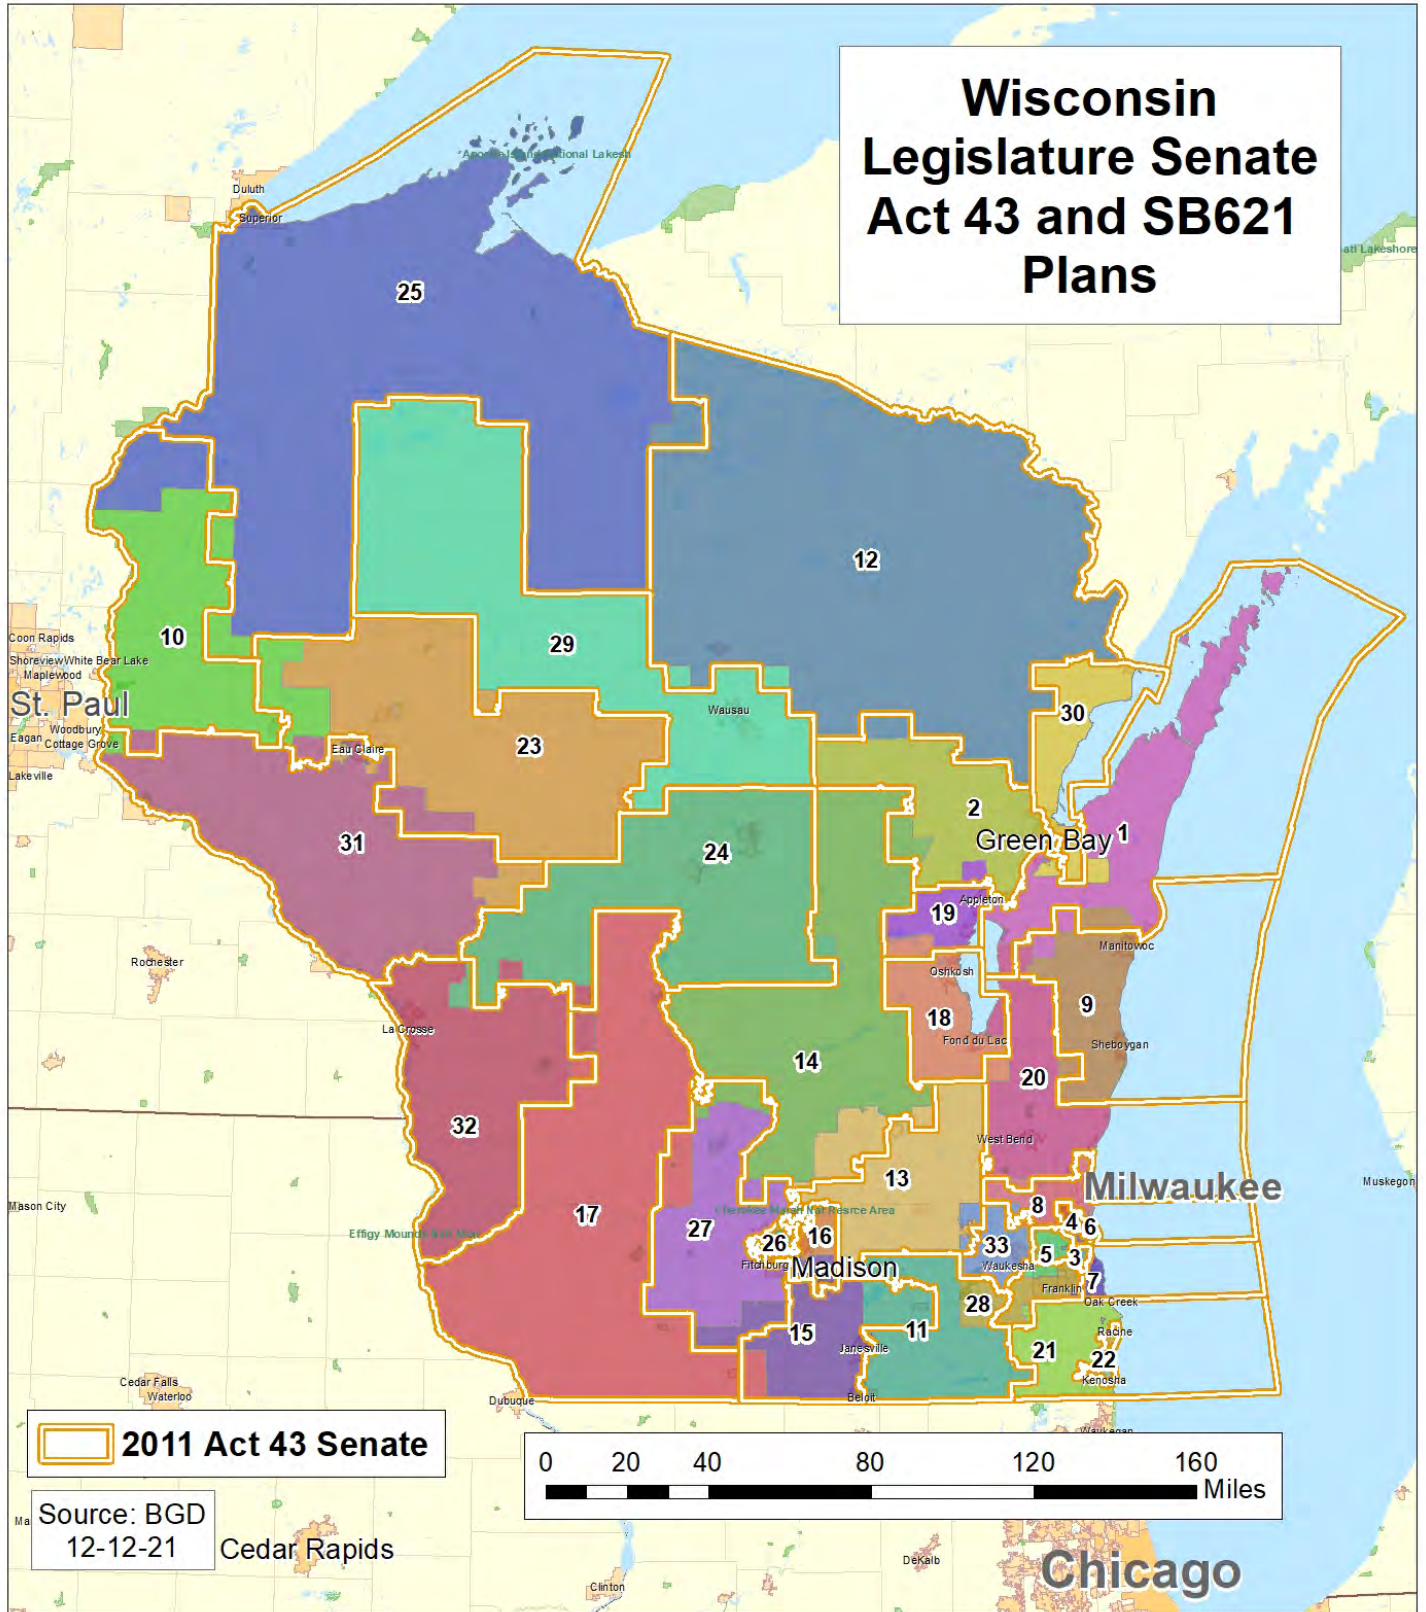 Wisconsin
Legislature Senate
Act 43 and SB621
Plans
Duluth
Superior
ati Lakeshore
25
12
10
29
Coon Rapids
Shoreview White Bear Lake
Maplewood
St. Paul
Woodbury
Eagan
Cottage Grove
Lakeville
Wausau
30
Eau Claire
23
2
Green Bay
1
31
24
Appleton
19
Manitowoc
Rochester
Oshkosh
9
18
La Crosse
Fond du Lac
Sheboygan
14
20
32
West Bend
13
Milwaukee
Muskegon
Mason City
8
17
27
4
6
26
16
33
5
3
Fitchburg
Madison
Waukesha
7
Franklin
28
Oak Creek
15
11
21
Racine
22
Janesville
Kenosha
Cedar Falls
Waterloo
Beloit
Dubuque
Waukegan
2011 Act 43 Senate
0 20 40 80 120 160
Miles
Source: BGD
12-12-21
Ma
Cedar Rapids
DeKalb
Chicago
Clinton